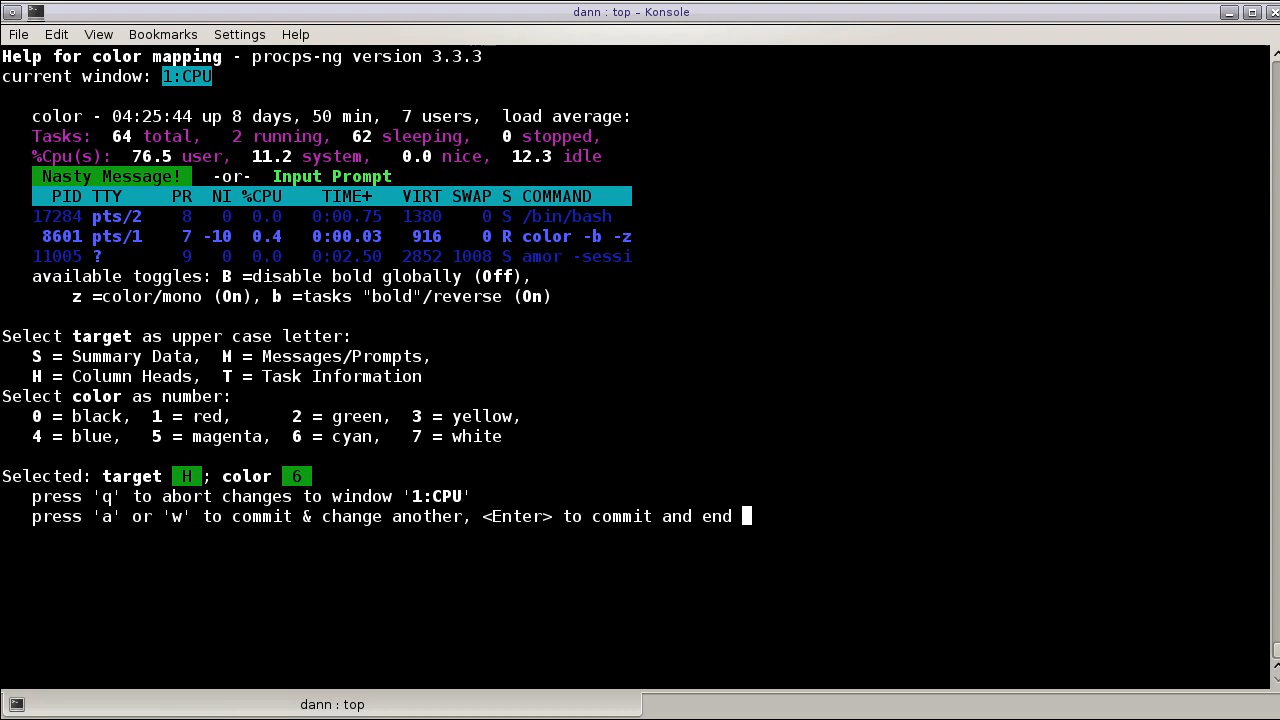 dann : top – Konsole
File Edit View Bookmarks Settings Help
Help for color mapping - procps-ng version 3.3.3
current window: 1:CPU
color - 04:25:44 up 8 days, 50 min, 7 users, load average:
Tasks: 64 total, 2 running, 62 sleeping, 0 stopped,
%Cpu(s): 76.5 user, 11.2 system, 0.0 nice, 12.3 idle
Nasty Message! -or- Input Prompt
PID TTY PR NI %CPU TIME+ VIRT SWAP S COMMAND
17284 pts/2 8 0 0.0 0:00.75 1380 0 S /bin/bash
8601 pts/1 7 -10 0.4 0:00.03 916 0 R color -b -z
11005 ? 9 0 0.0 0:02.50 2852 1008 S amor -sessi
available toggles: B =disable bold globally (Off),
z =color/mono (On), b =tasks "bold"/reverse (On)
Select target as upper case letter:
S = Summary Data, M = Messages/Prompts,
H = Column Heads, T = Task Information
Select color as number:
0 = black, 1 = red, 2 = green, 3 = yellow,
4 = blue, 5 = magenta, 6 = cyan, 7 = white
Selected: target H ; color 6
press 'q' to abort changes to window '1:CPU'
press 'a' or 'w' to commit & change another, <Enter> to commit and end
dann : top